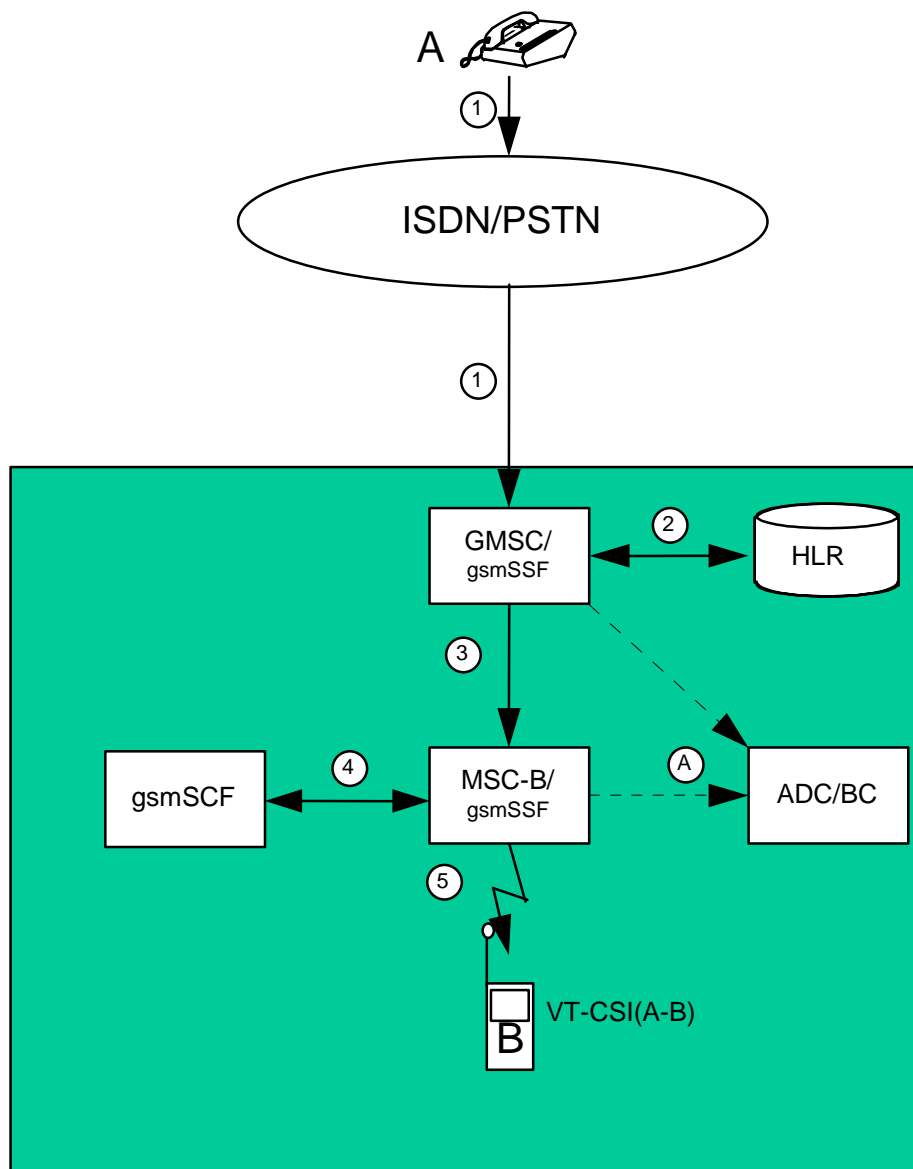 A
1
ISDN/PSTN
1
GMSC/
gsmSSF
2
HLR
3
gsmSCF
4
MSC-B/
gsmSSF
A
ADC/BC
5
VT-CSI(A-B)
B